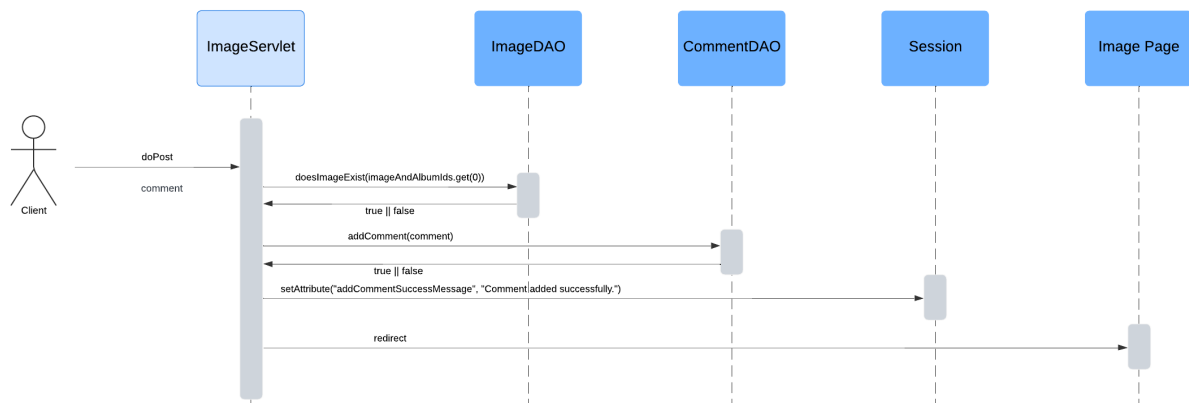 ImageServlet
ImageDAO
CommentDAO
Session
Image Page
doPost
comment
Client
doesImageExist(imageAndAlbumIds.get(0))
true || false
addComment(comment)
true || false
setAttribute("addCommentSuccessMessage", "Comment added successfully.")
redirect